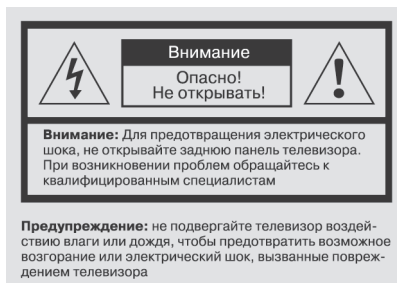 Внимание
Опасно!
Не открывать!
Внимание: Для предотвращения электрического
шока, не открывайте заднюю панель телевизора.
При возникновении проблем обращайтесь к
квалифицированным специалистам
Предупреждение: не подвергайте телевизор воздей-
ствию влаги или дождя, чтобы предотвратить возможное
возгорание или электрический шок, вызванные повреж-
дением телевизора